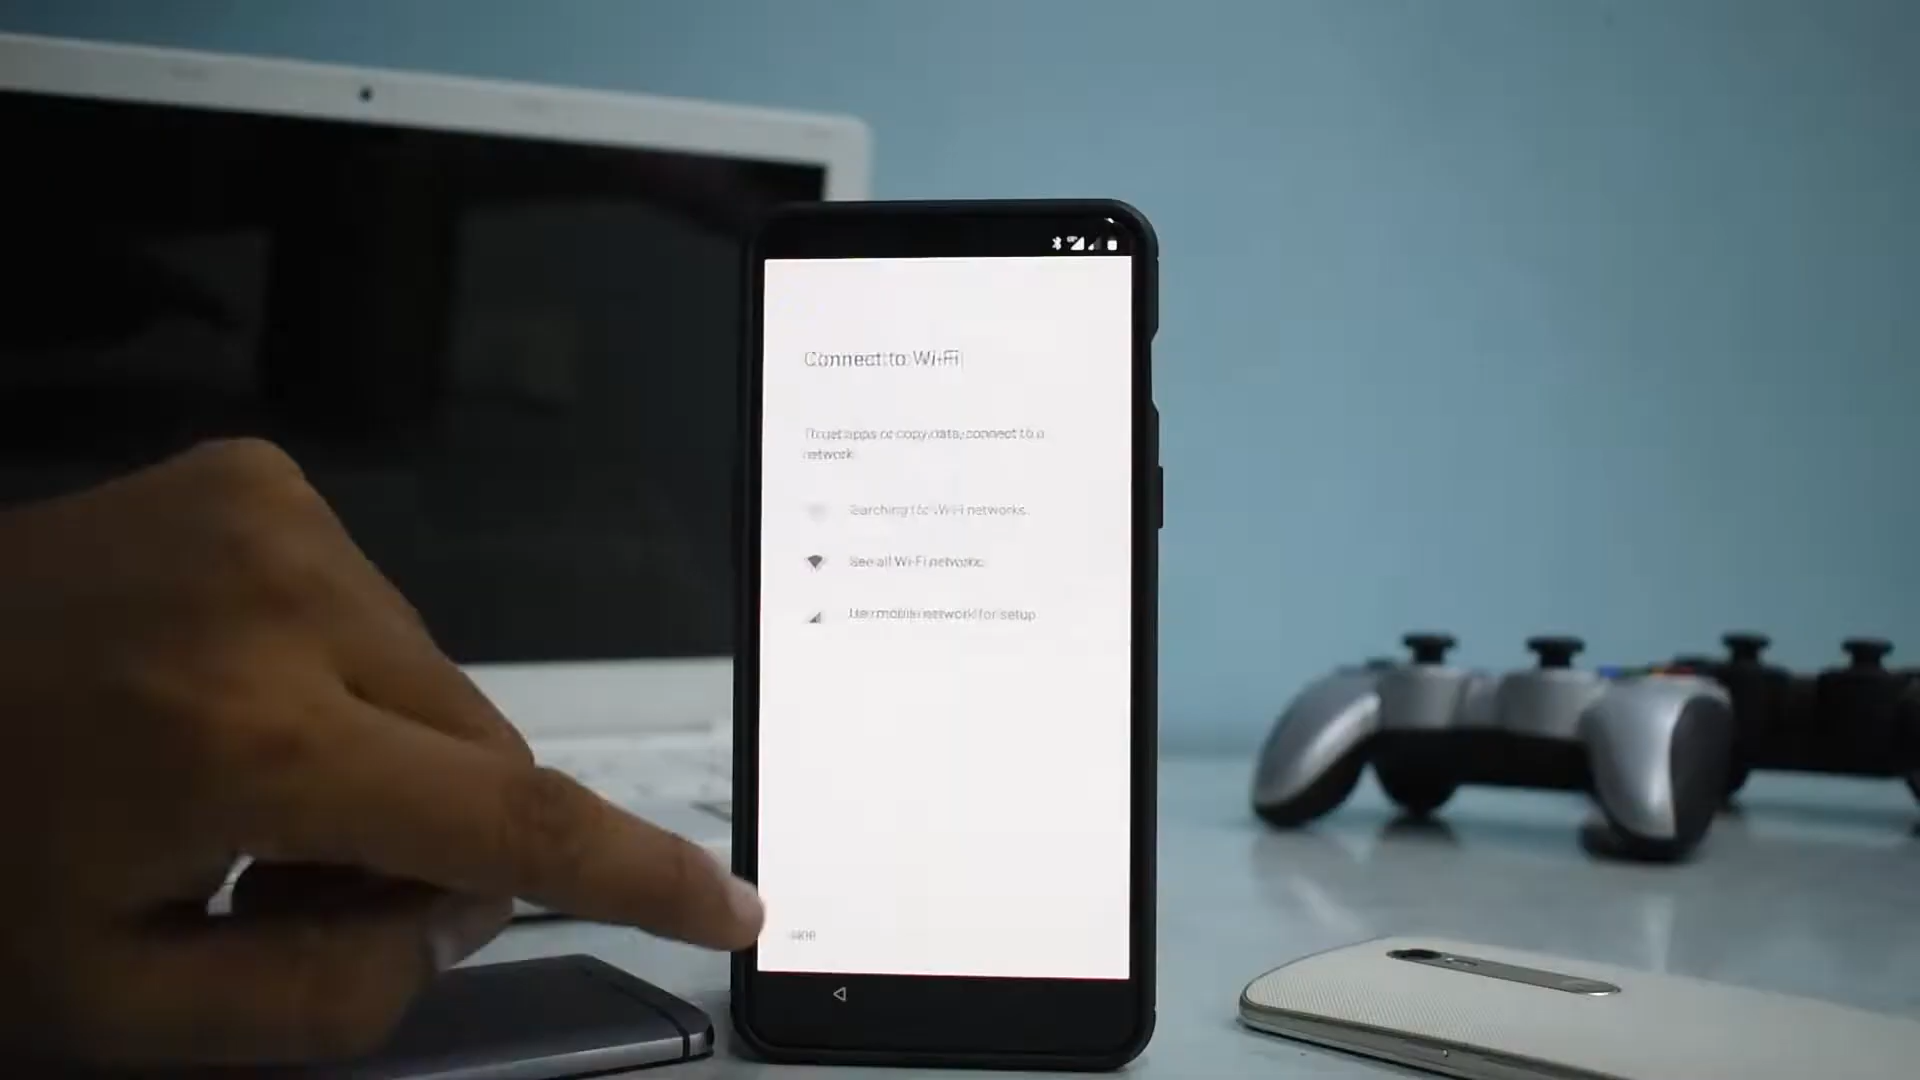 Connect to Wi-Fi
To get apps or copy data, connect to a
network
Searching for Wi-Fi networks.
See all Wi-Fi networks
Use mobile network for setup
SKIP